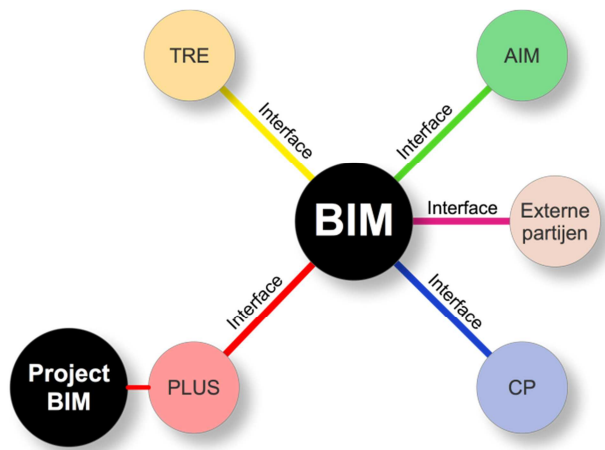 TRE
AIM
Interface
Interface
BIM
Interface
Externe
partijen
Interface
Interface
Project
BIM
PLUS
CP